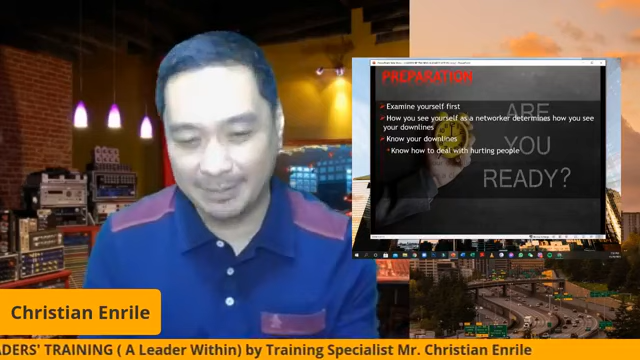 PREPARATION
Examine yourself first
How you see yourself as a networker determines how you see
your downlines
Know your downlines
Know how to deal with hurting people
ARE
YOU
READY?
Christian Enrile
ADERS' TRAINING ( A Leader Within) by Training Specialist Mr. Christian Enrile